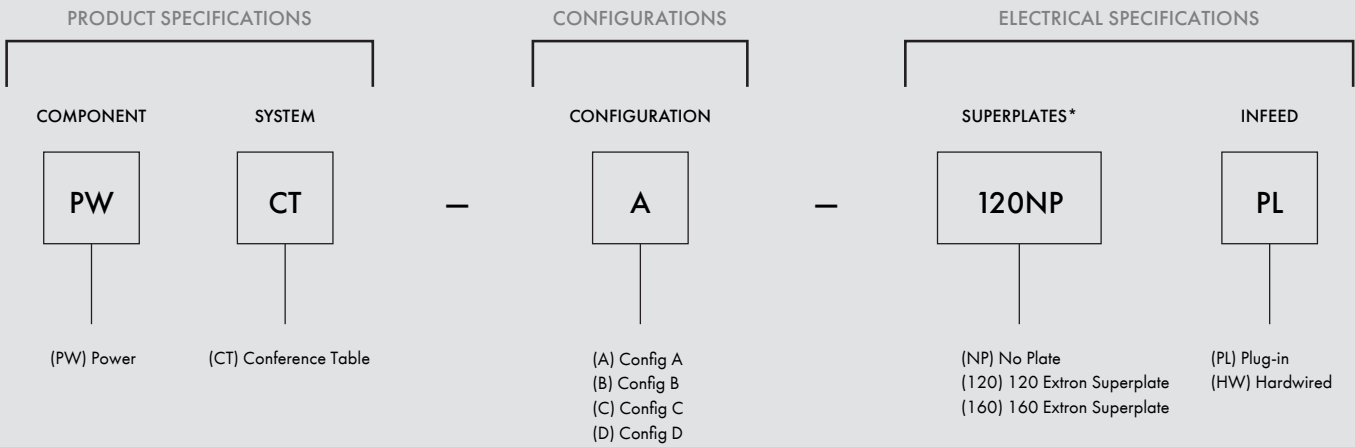 PRODUCT SPECIFICATIONS CONFIGURATIONS ELECTRICAL SPECIFICATIONS
COMPONENT SYSTEM CONFIGURATION SUPERPLATES* INFEED
PW CT – A – 120NP PL
(PW) Power (CT) Conference Table (A) Config A (NP) No Plate (PL) Plug-in
(B) Config B (120) 120 Extron Superplate (HW) Hardwired
(C) Config C (160) 160 Extron Superplate
(D) Config D